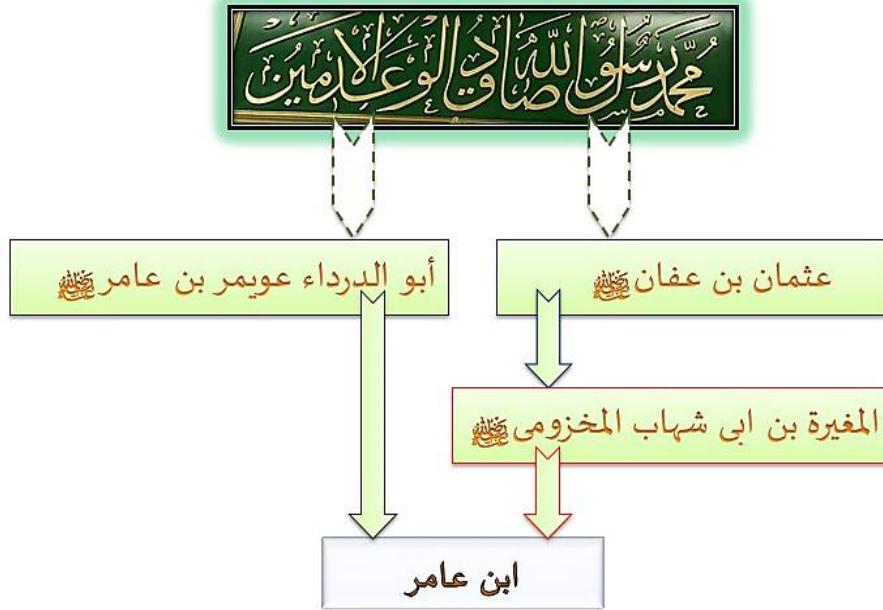 محمد رسول الله صادق الوعد الامين
عثمان بن عفان ﵁
أبو الدرداء عويمر بن عامر ﵁
المغيرة بن ابى شهاب المخزومى ﵁
ابن عامر